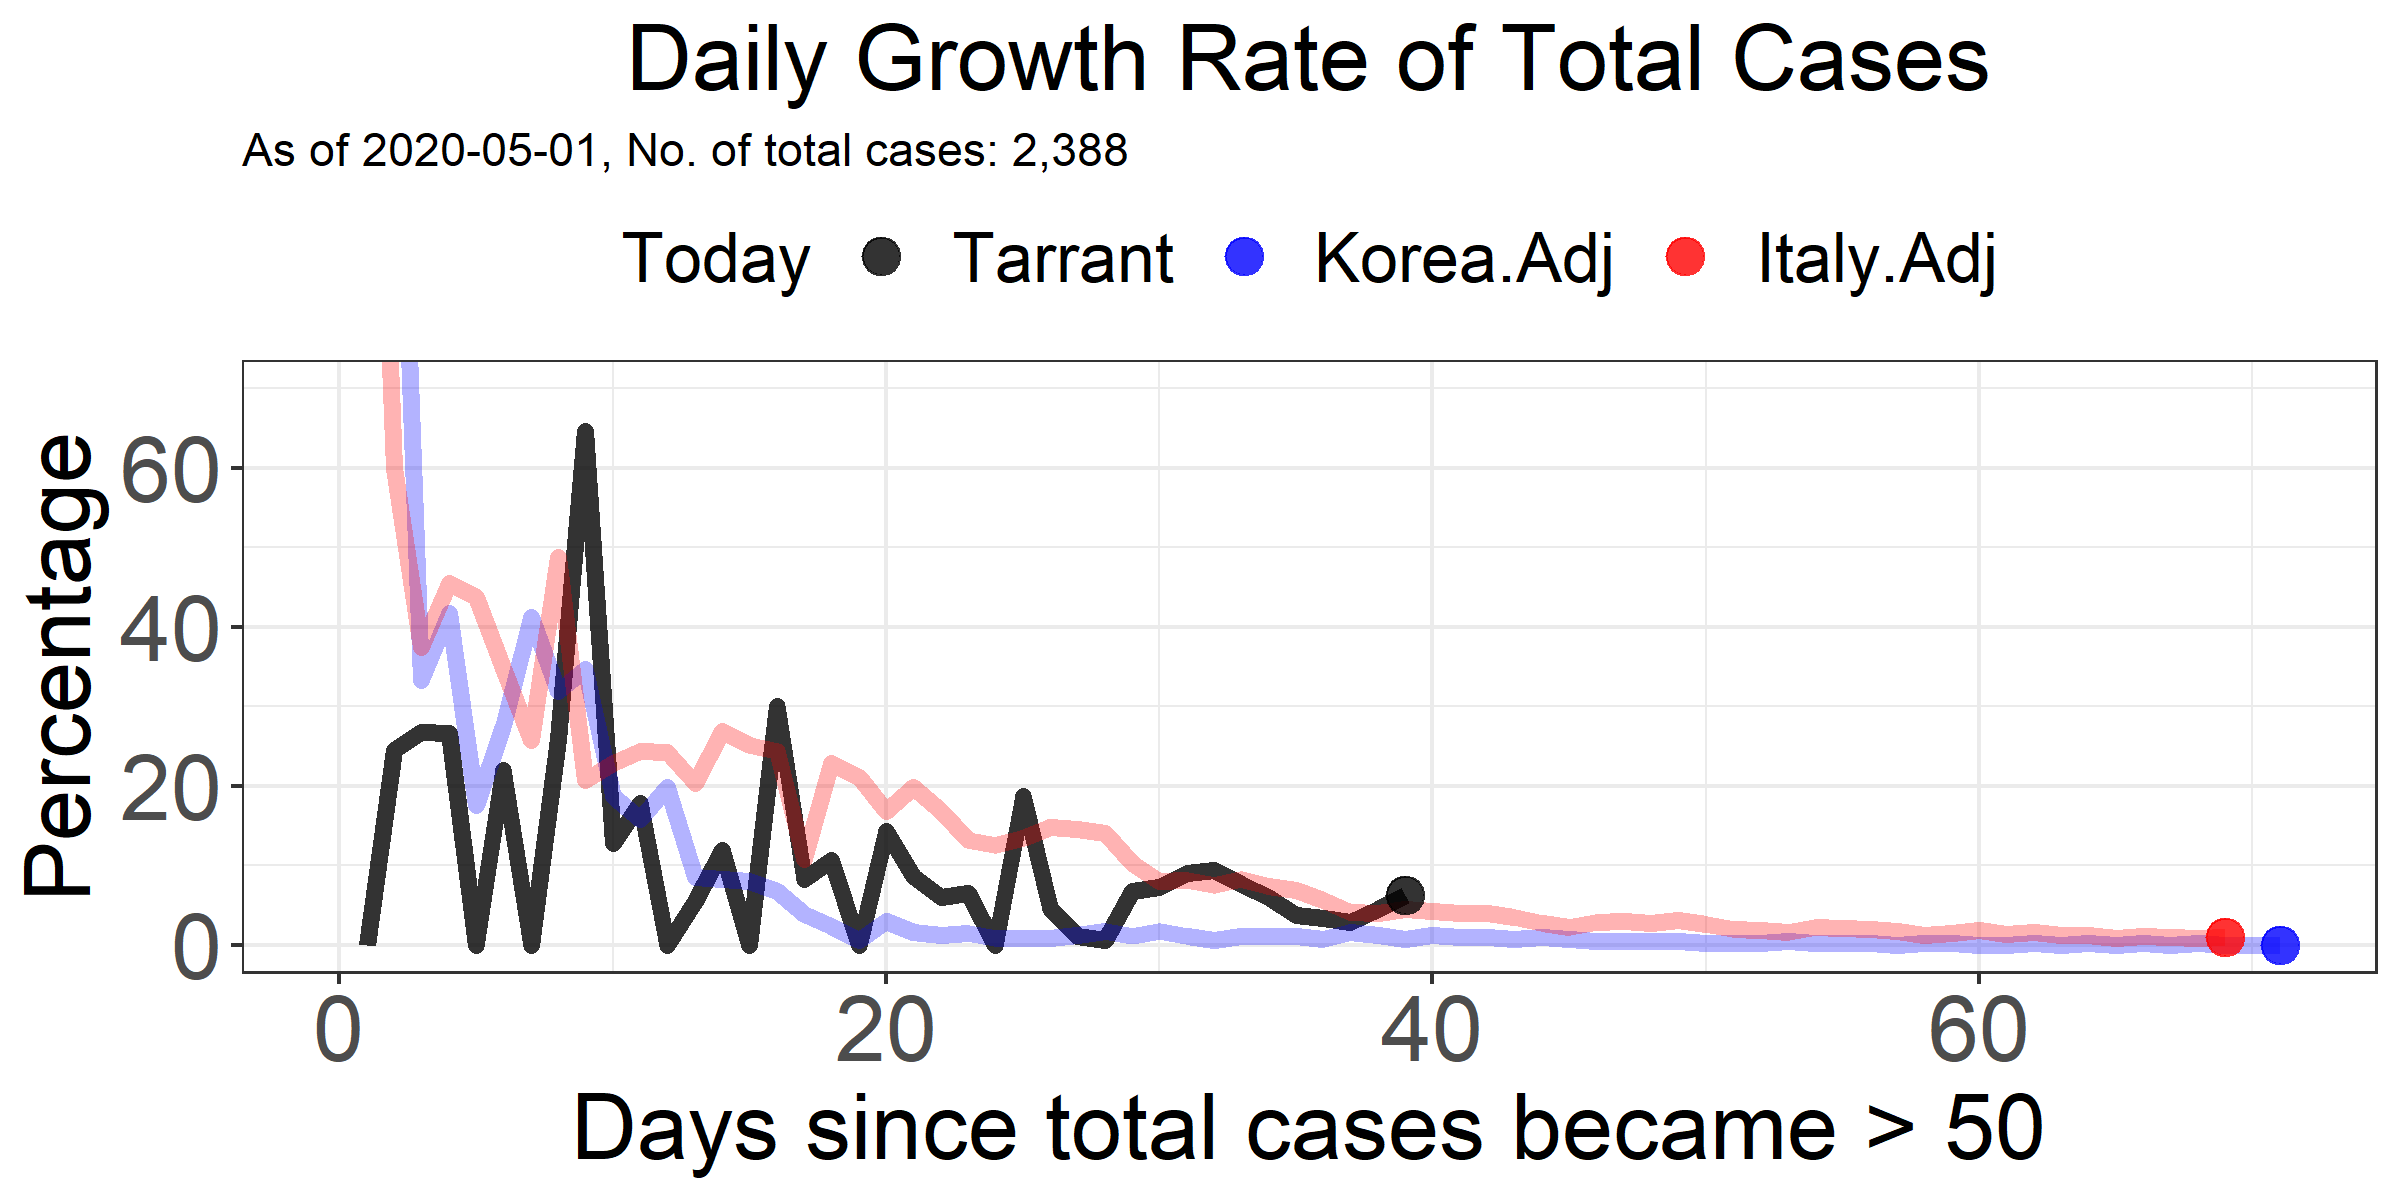 Daily Growth Rate of Total Cases
As of 2020-05-01, No. of total cases: 2,388
Today Tarrant Korea.Adj Italy.Adj
Percentage
60
40
20
0
0 20 40 60
Days since total cases became > 50